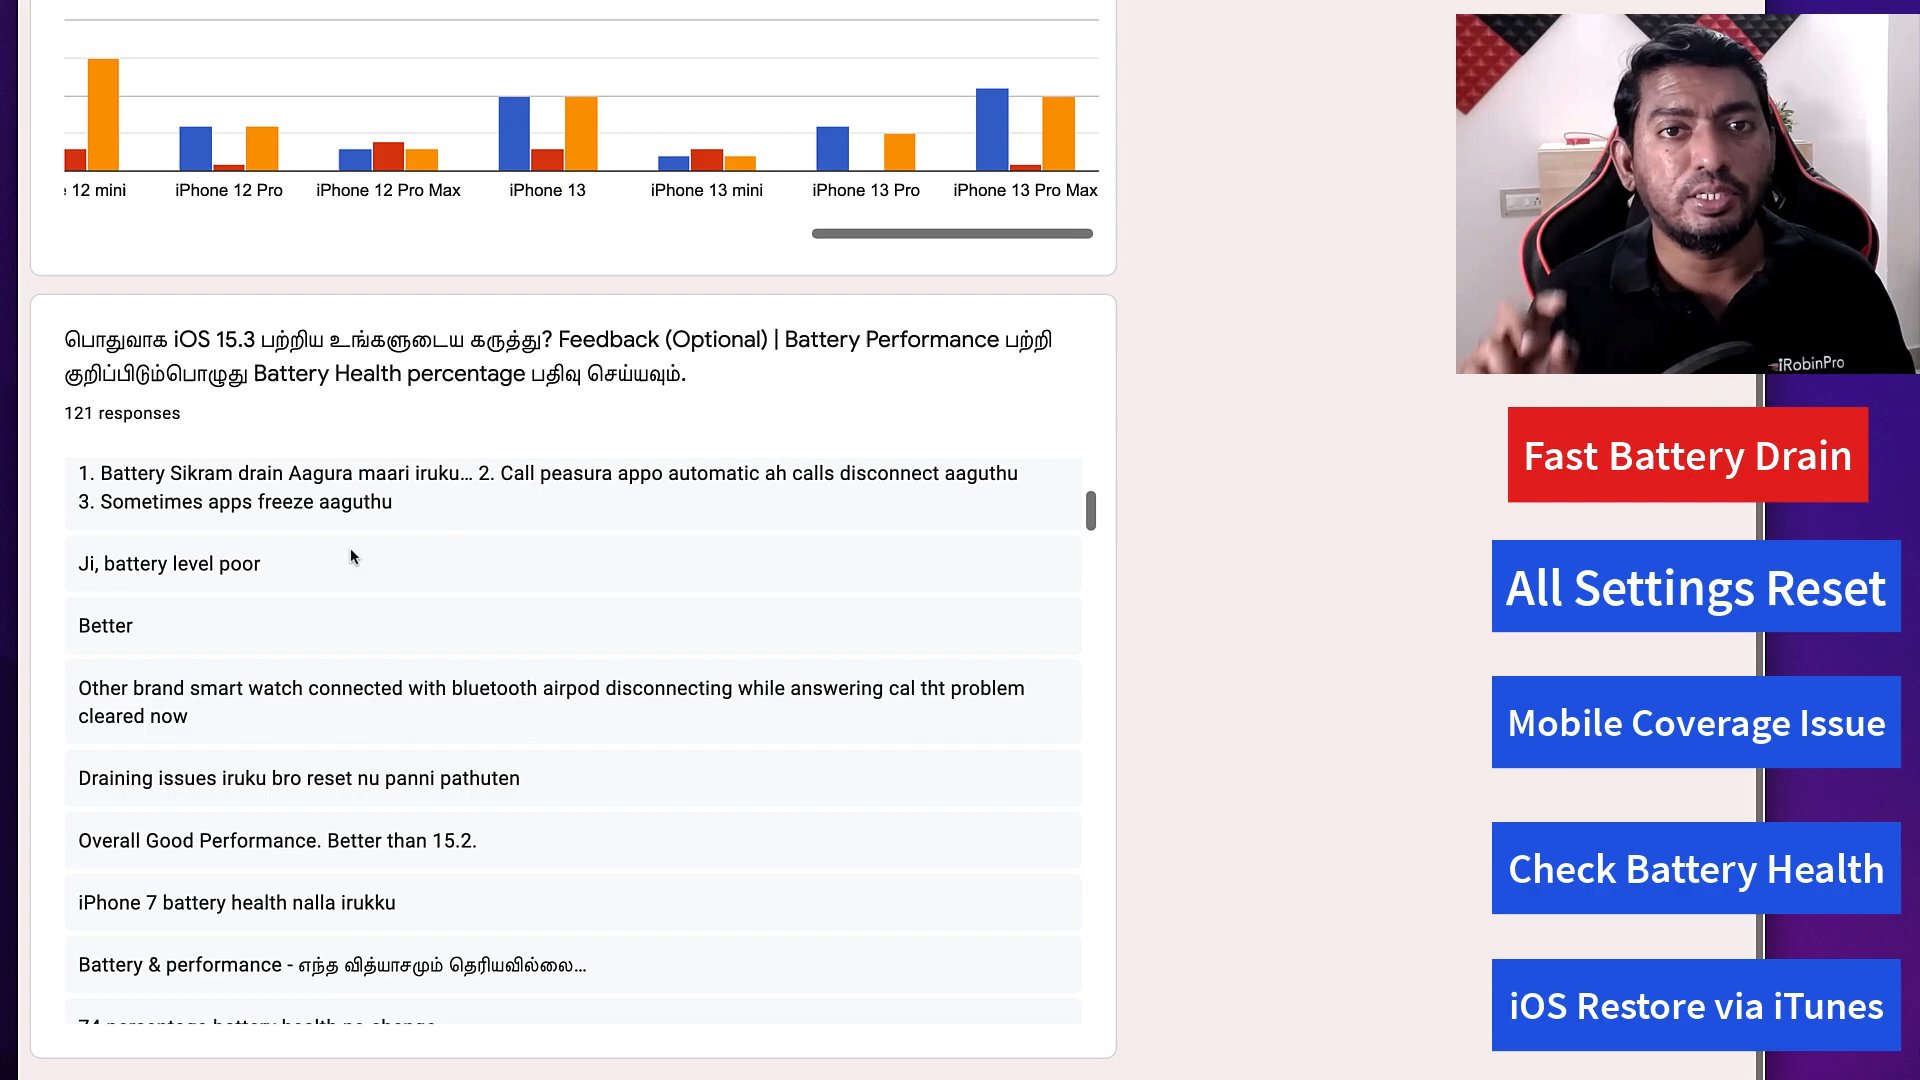 12 mini
iPhone 12 Pro
iPhone 12 Pro Max
iPhone 13
iPhone 13 mini
iPhone 13 Pro
iPhone 13 Pro Max
பொதுவாக iOS 15.3 பற்றிய உங்களுடைய கருத்து? Feedback (Optional) | Battery Performance பற்றி
குறிப்பிடும்பொழுது Battery Health percentage பதிவு செய்யவும்.
121 responses
1. Battery Sikram drain Aagura maari iruku... 2. Call peasura appo automatic ah calls disconnect aaguthu
3. Sometimes apps freeze aaguthu
Ji, battery level poor
Better
Other brand smart watch connected with bluetooth airpod disconnecting while answering cal tht problem
cleared now
Draining issues iruku bro reset nu panni pathuten
Overall Good Performance. Better than 15.2.
iPhone 7 battery health nalla irukku
Battery & performance - எந்த வித்யாசமும் தெரியவில்லை...
74 percentage battery health no change
iRobinPro
Fast Battery Drain
All Settings Reset
Mobile Coverage Issue
Check Battery Health
iOS Restore via iTunes